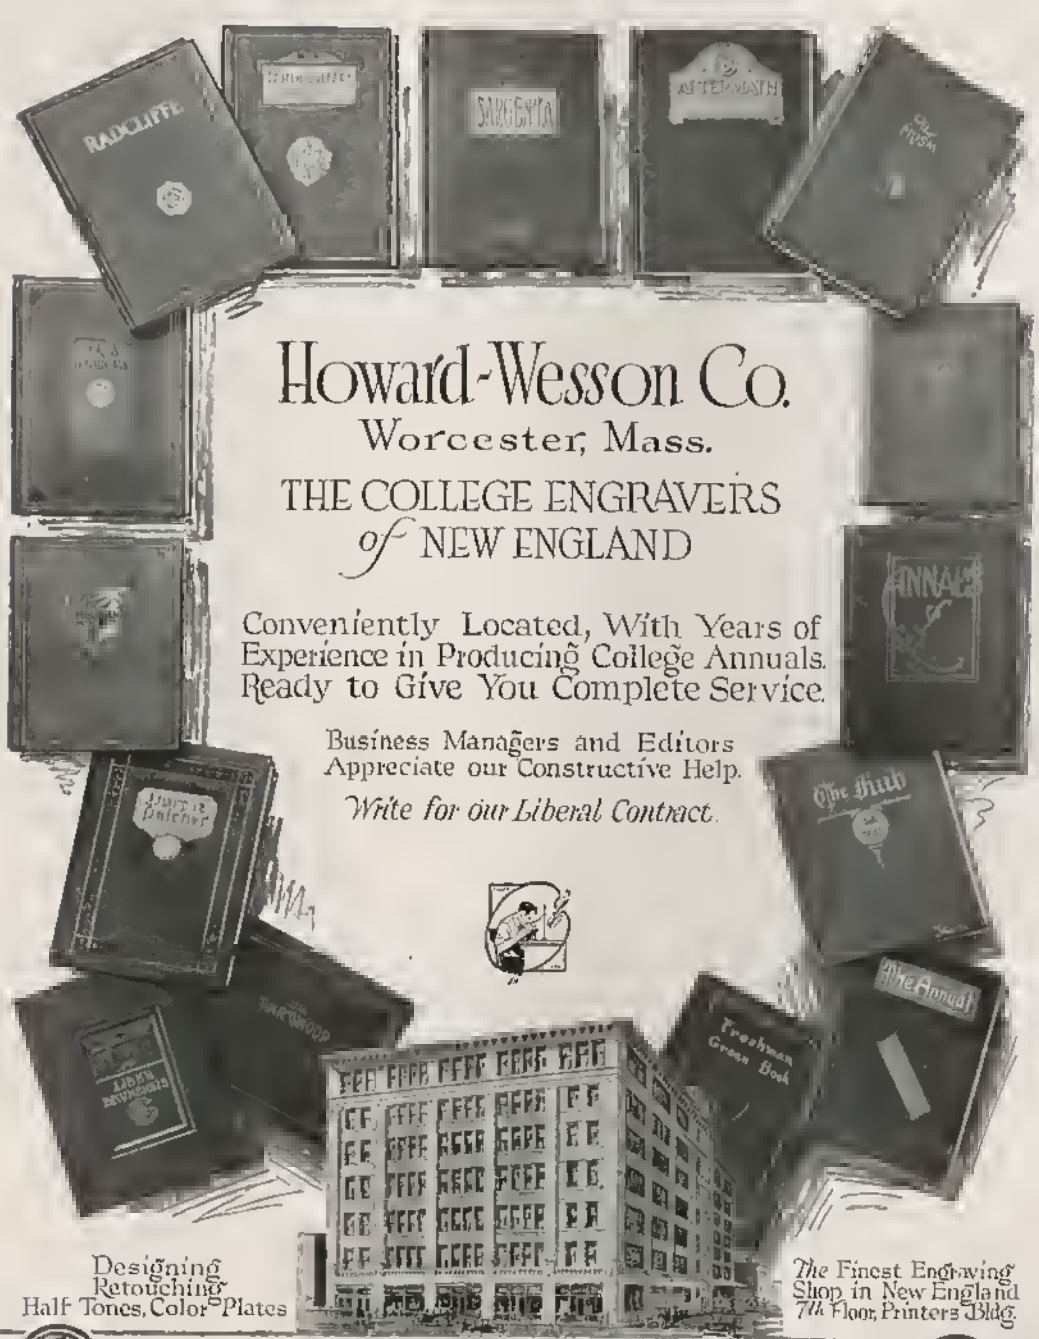 RADCLIFFE
SARGENTA
AFTERMATH
Howard-Wesson Co.
Worcester, Mass.
THE COLLEGE ENGRAVERS
of NEW ENGLAND
Conveniently Located, With Years of
Experience in Producing College Annuals.
Ready to Give You Complete Service.
Business Managers and Editors
Appreciate our Constructive Help.
Write for our Liberal Contract.
ANNALS
The Hub
The Annual
Freshman
Green Book
LIBER
Designing
Retouching
Half Tones, Color Plates
The Finest Engraving
Shop in New England
7th Floor, Printers Bldg.